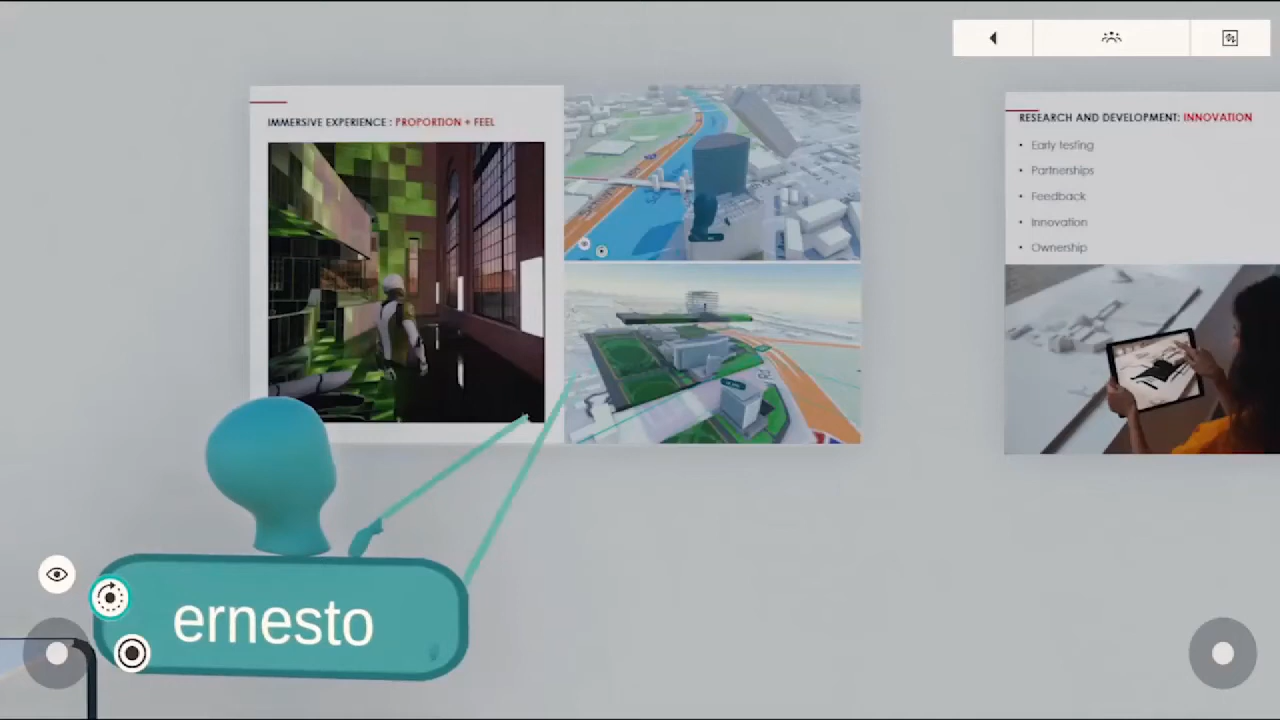 IMMERSIVE EXPERIENCE : PROPORTION + FEEL
RESEARCH AND DEVELOPMENT: INNOVATION
• Early testing
• Partnerships
• Feedback
• Innovation
• Ownership
ernesto